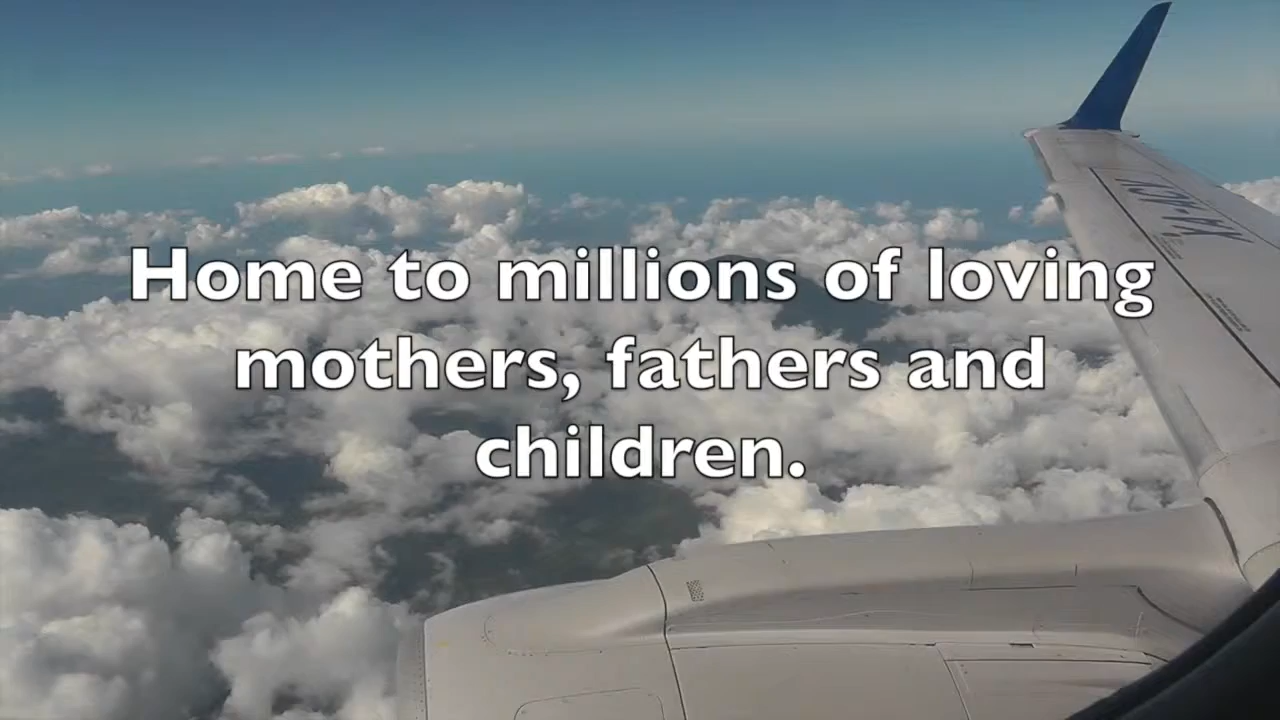 Home to millions of loving
mothers, fathers and
children.